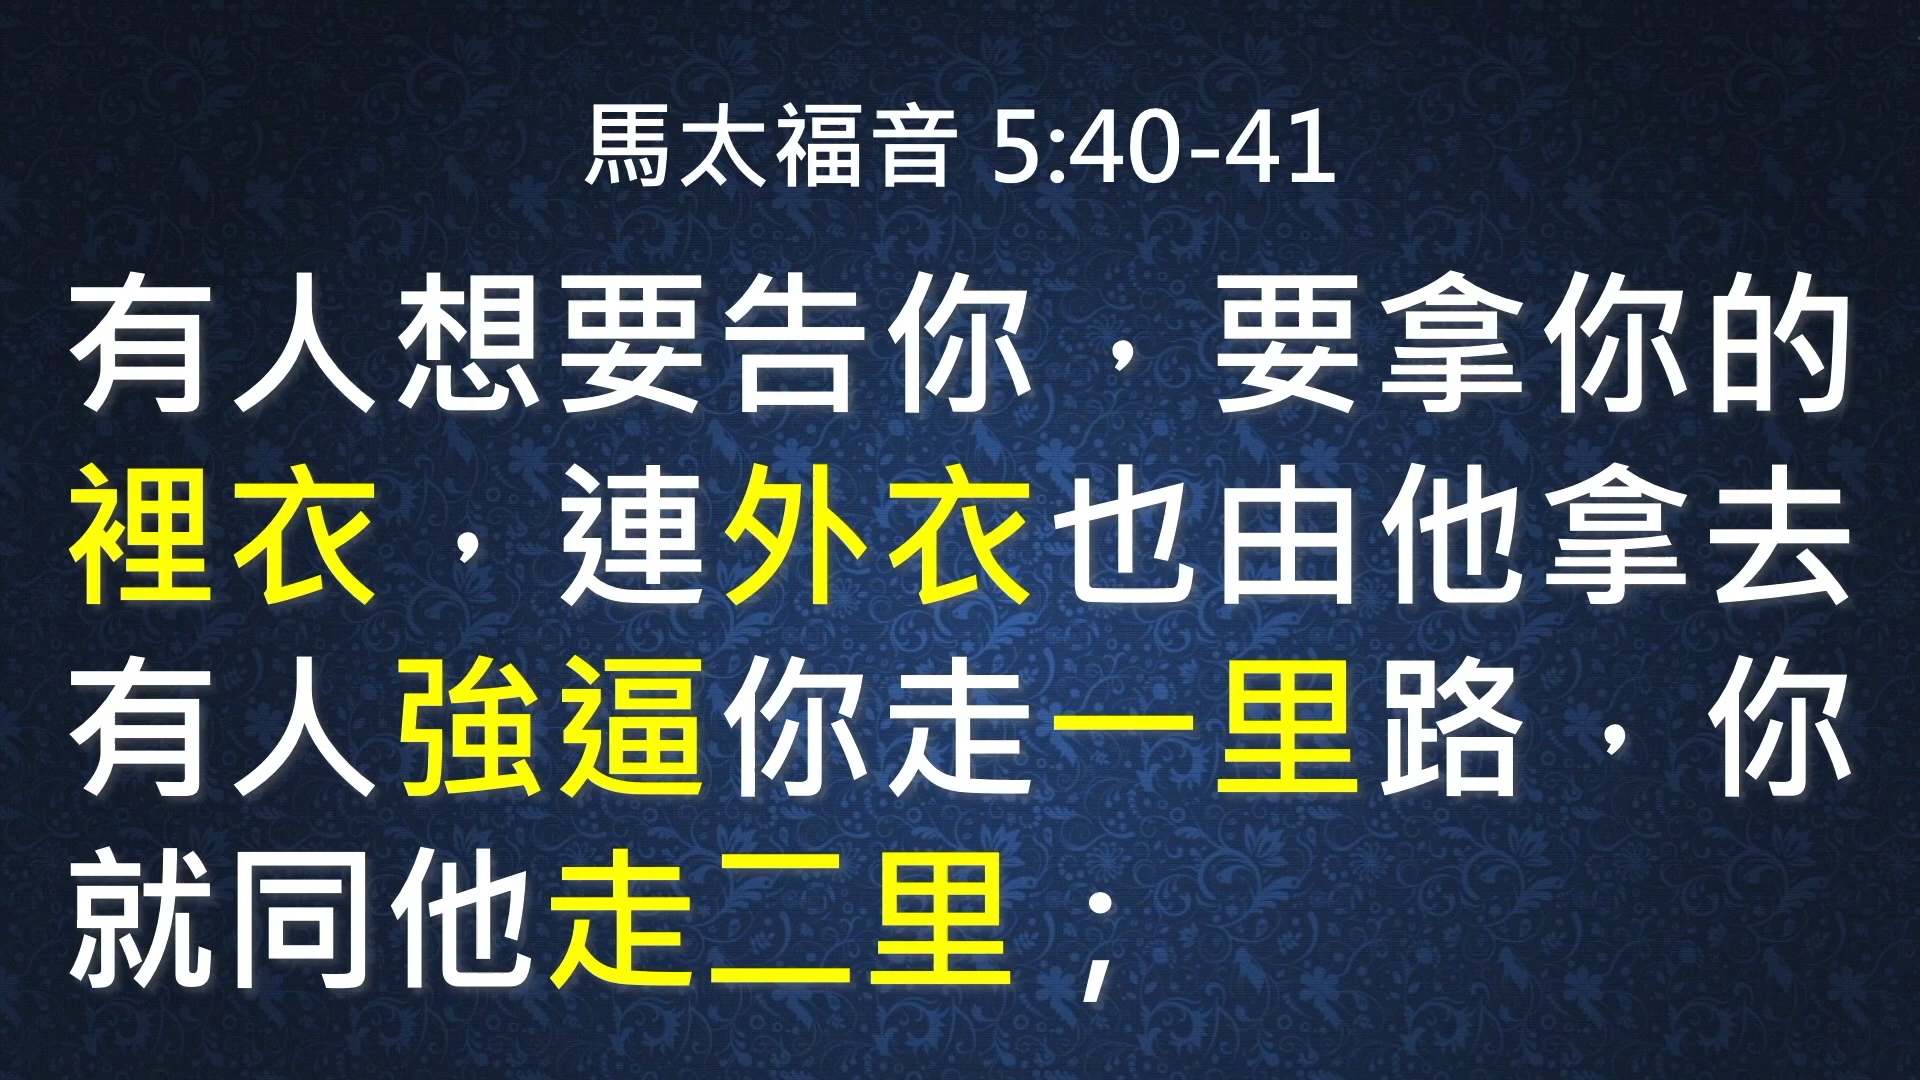 馬太福音 5:40-41
有人想要告你，要拿你的
裡衣，連外衣也由他拿去
有人強逼你走一里路，你
就同他走二里；